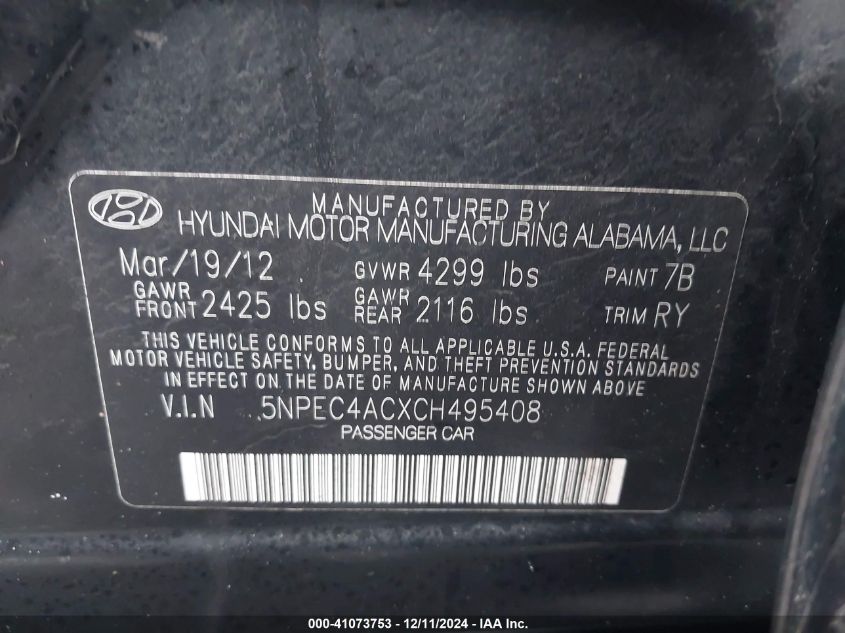 MANUFACTURED BY
HYUNDAI MOTOR MANUFACTURING ALABAMA, LLC
Mar/19/12 GVWR 4299 lbs PAINT 7B
GAWR FRONT 2425 lbs GAWR REAR 2116 lbs TRIM RY
THIS VEHICLE CONFORMS TO ALL APPLICABLE U.S.A. FEDERAL
MOTOR VEHICLE SAFETY, BUMPER, AND THEFT PREVENTION STANDARDS
IN EFFECT ON THE DATE OF MANUFACTURE SHOWN ABOVE.
V.I.N 5NPEC4ACXCH495408
PASSENGER CAR
000-41073753 - 12/11/2024 - IAA Inc.